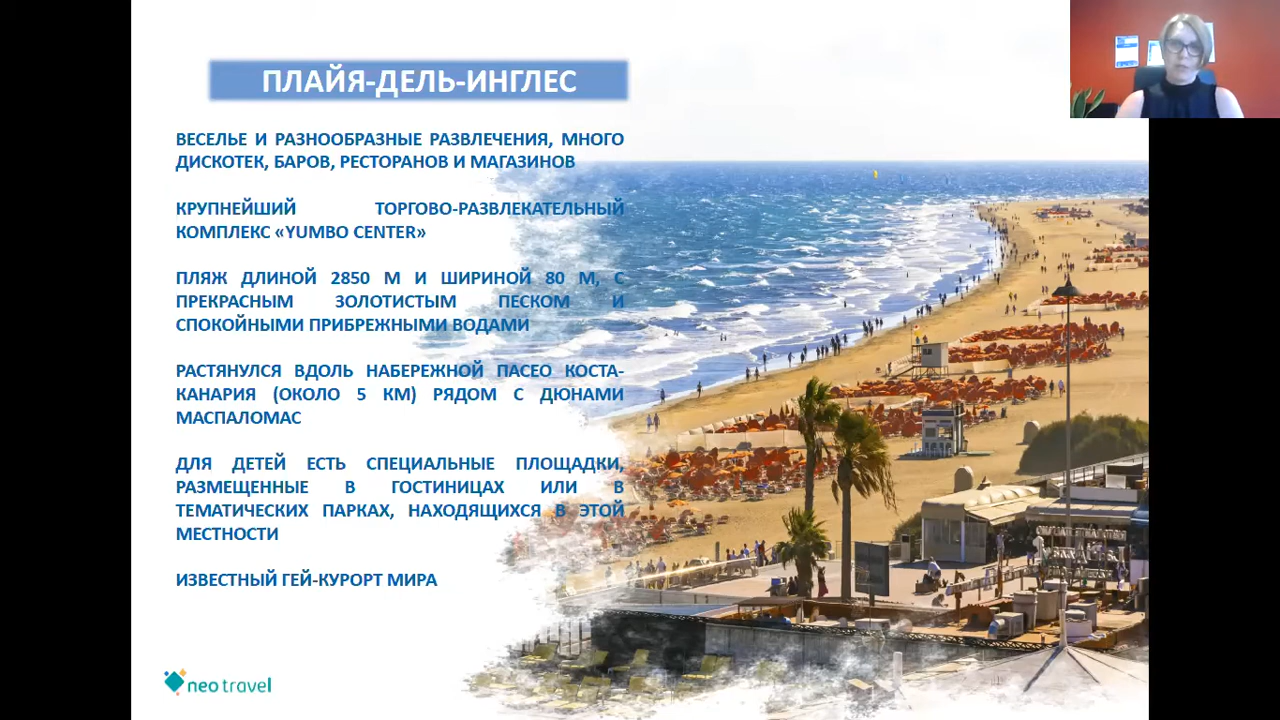 ПЛАЙЯ-ДЕЛЬ-ИНГЛЕС
ВЕСЕЛЬЕ И РАЗНООБРАЗНЫЕ РАЗВЛЕЧЕНИЯ, МНОГО
ДИСКОТЕК, БАРОВ, РЕСТОРАНОВ И МАГАЗИНОВ
КРУПНЕЙШИЙ ТОРГОВО-РАЗВЛЕКАТЕЛЬНЫЙ
КОМПЛЕКС «YUMBO CENTER»
ПЛЯЖ ДЛИНОЙ 2850 М И ШИРИНОЙ 80 М, С
ПРЕКРАСНЫМ ЗОЛОТИСТЫМ ПЕСКОМ И
СПОКОЙНЫМИ ПРИБРЕЖНЫМИ ВОДАМИ
РАСТЯНУЛСЯ ВДОЛЬ НАБЕРЕЖНОЙ ПАСЕО КОСТА-
КАНАРИЯ (ОКОЛО 5 КМ) РЯДОМ С ДЮНАМИ
МАСПАЛОМАС
ДЛЯ ДЕТЕЙ ЕСТЬ СПЕЦИАЛЬНЫЕ ПЛОЩАДКИ,
РАЗМЕЩЕННЫЕ В ГОСТИНИЦАХ ИЛИ В
ТЕМАТИЧЕСКИХ ПАРКАХ, НАХОДЯЩИХСЯ В ЭТОЙ
МЕСТНОСТИ
ИЗВЕСТНЫЙ ГЕЙ-КУРОРТ МИРА
neo travel